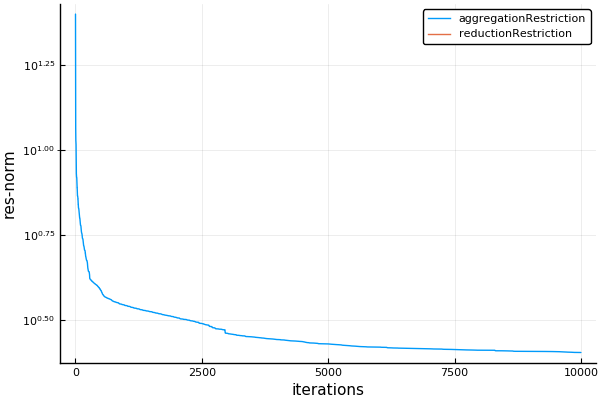 aggregationRestriction
reductionRestriction
10^1.25
10^1.00
10^0.75
10^0.50
res-norm
0 2500 5000 7500 10000
iterations